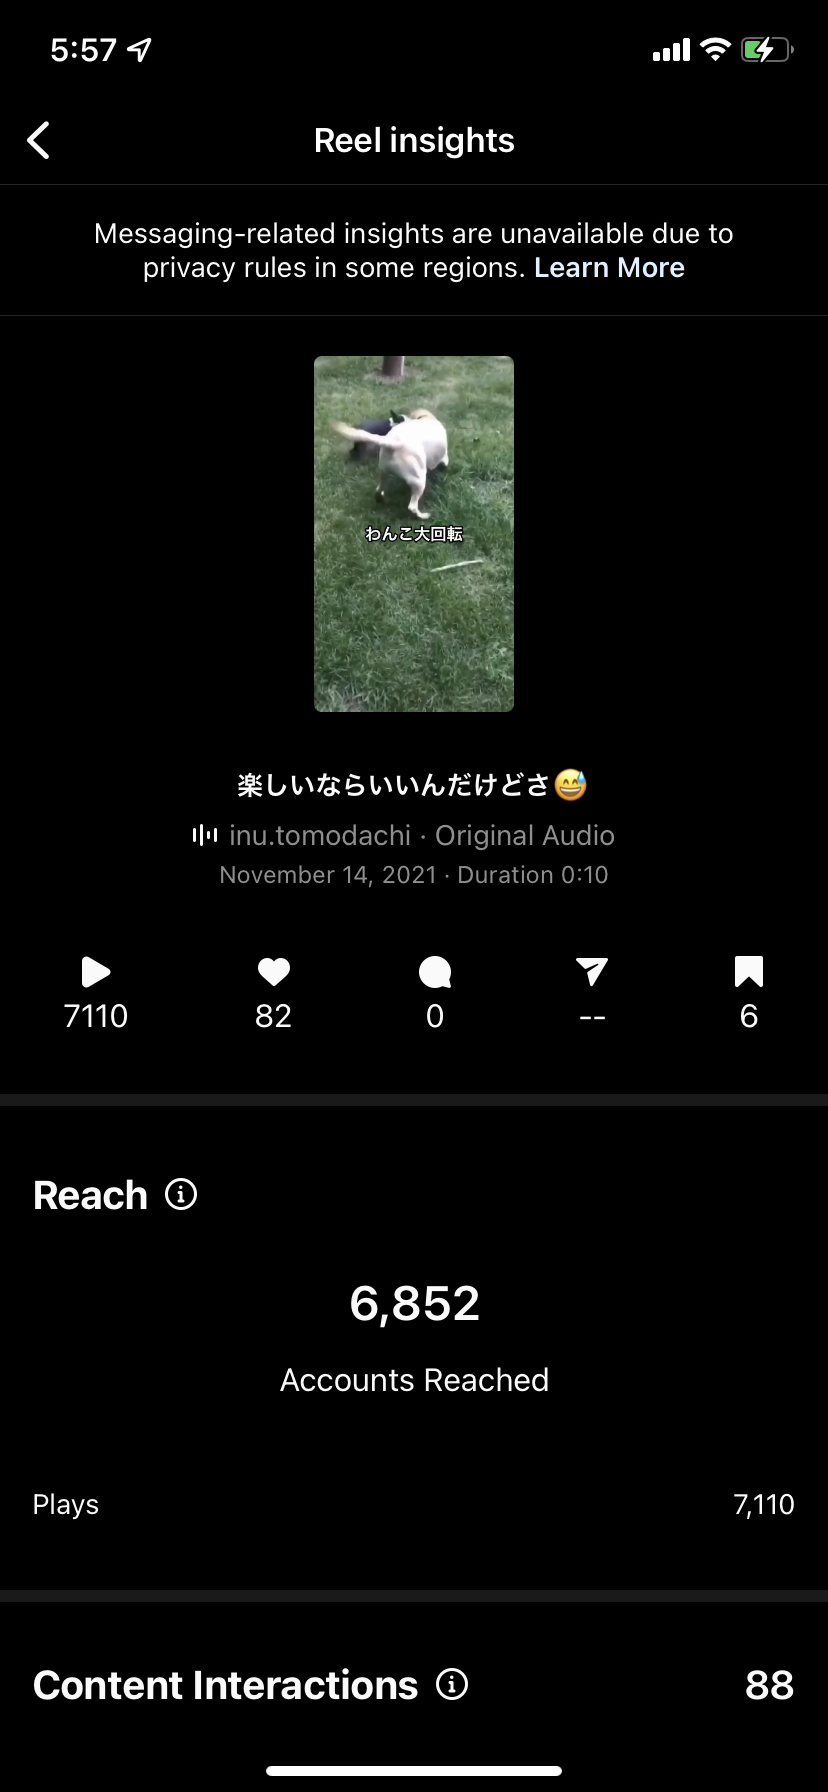 5:57
Reel insights
Messaging-related insights are unavailable due to
privacy rules in some regions. Learn More
わんこ大回転
楽しいならいいんだけどさ😅
inu.tomodachi · Original Audio
November 14, 2021 · Duration 0:10
7110 82 0 -- 6
Reach
6,852
Accounts Reached
Plays 7,110
Content Interactions 88